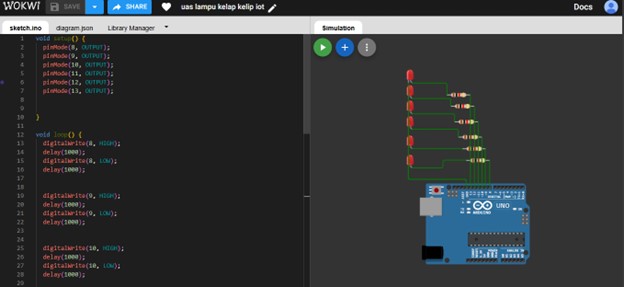 WOKWI SAVE SHARE uas lampu kelap kelip iot Docs
sketch.ino diagram.json Library Manager
Simulation
1 void setup() {
2 pinMode(8, OUTPUT);
3 pinMode(9, OUTPUT);
4 pinMode(10, OUTPUT);
5 pinMode(11, OUTPUT);
6 pinMode(12, OUTPUT);
7 pinMode(13, OUTPUT);
8
9
10 }
11
12 void loop() {
13 digitalWrite(8, HIGH);
14 delay(1000);
15 digitalWrite(8, LOW);
16 delay(1000);
17
18
19 digitalWrite(9, HIGH);
20 delay(1000);
21 digitalWrite(9, LOW);
22 delay(1000);
23
24
25 digitalWrite(10, HIGH);
26 delay(1000);
27 digitalWrite(10, LOW);
28 delay(1000);
29
UNO
ARDUINO